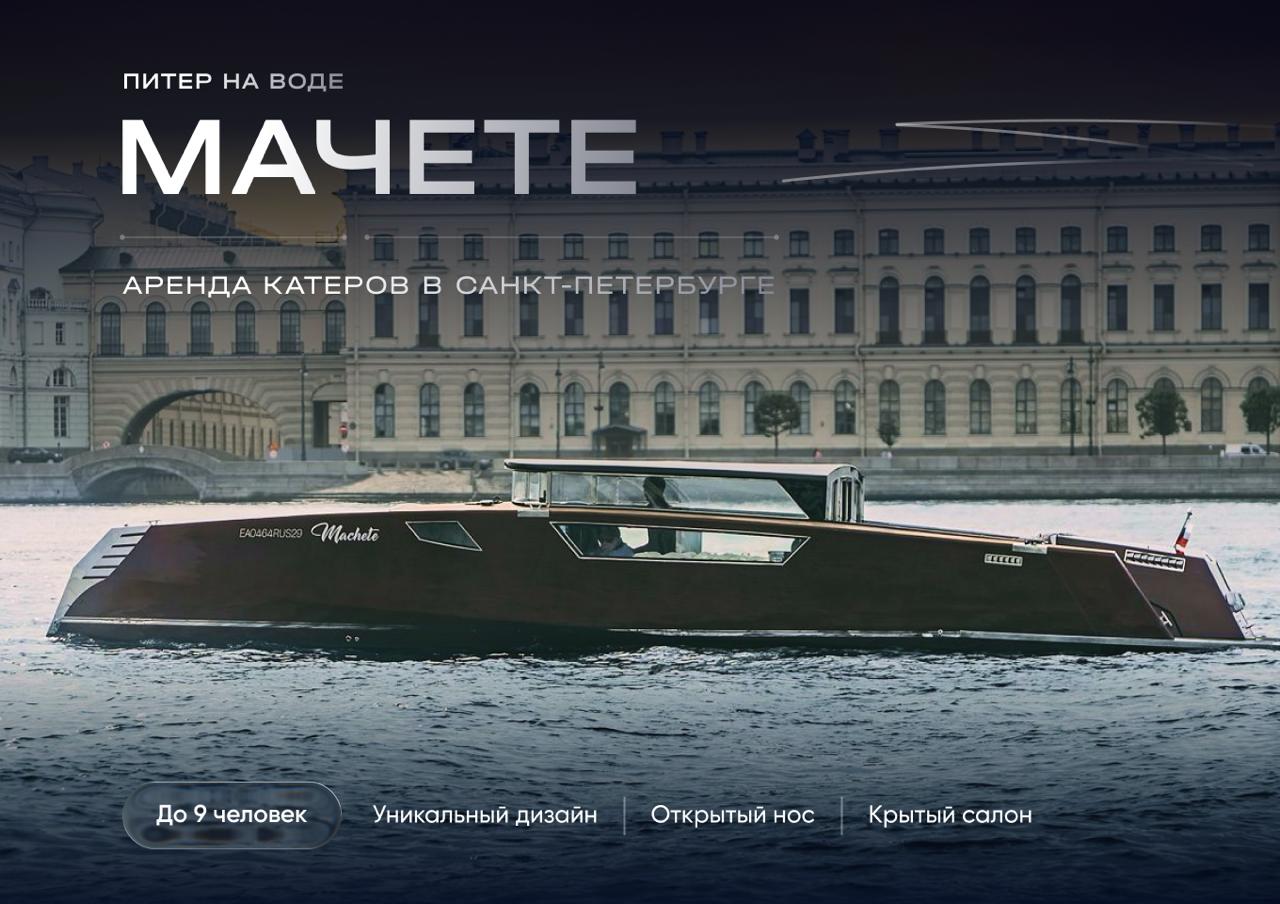 ПИТЕР НА ВОДЕ
МАЧЕТЕ
АРЕНДА КАТЕРОВ В САНКТ-ПЕТЕРБУРГЕ
EA0464RUS29 Machete
До 9 человек
Уникальный дизайн
Открытый нос
Крытый салон